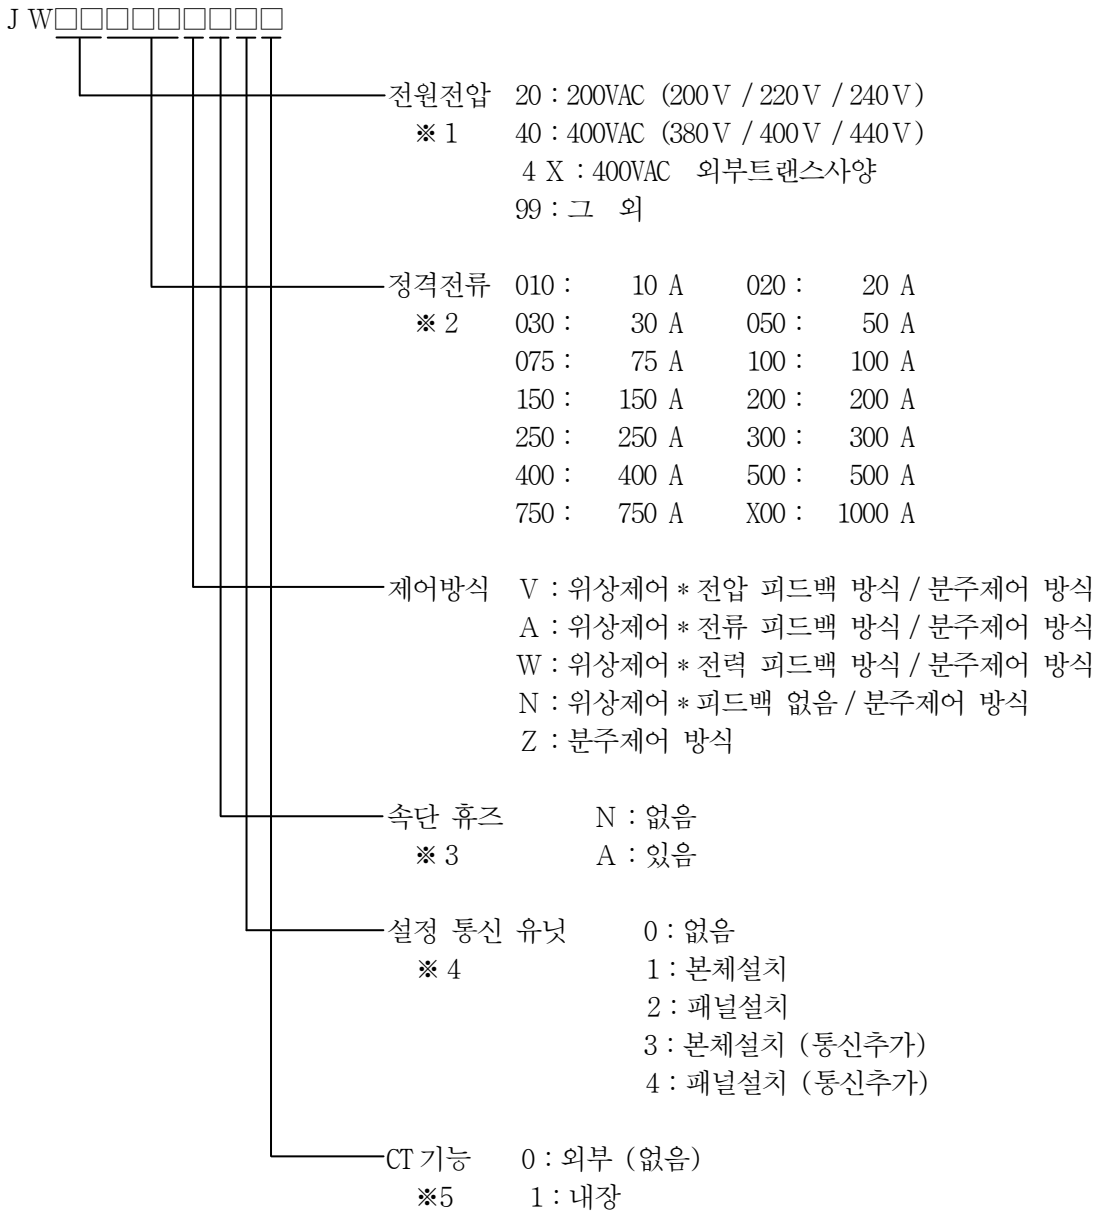 JW□□□□□□□□□
전원전압 20：200VAC (200V／220V／240V)
※1 40：400VAC (380V／400V／440V)
4X：400VAC 외부트랜스사양
99：그 외
정격전류 010： 10 A 020： 20 A
※2 030： 30 A 050： 50 A
075： 75 A 100： 100 A
150： 150 A 200： 200 A
250： 250 A 300： 300 A
400： 400 A 500： 500 A
750： 750 A X00： 1000 A
제어방식 V：위상제어＊전압 피드백 방식／분주제어 방식
A：위상제어＊전류 피드백 방식／분주제어 방식
W：위상제어＊전력 피드백 방식／분주제어 방식
N：위상제어＊피드백 없음／분주제어 방식
Z：분주제어 방식
속단 휴즈 N：없음
※3 A：있음
설정 통신 유닛 0：없음
※4 1：본체설치
2：패널설치
3：본체설치 (통신추가)
4：패널설치 (통신추가)
CT기능 0：외부 (없음)
※5 1：내장